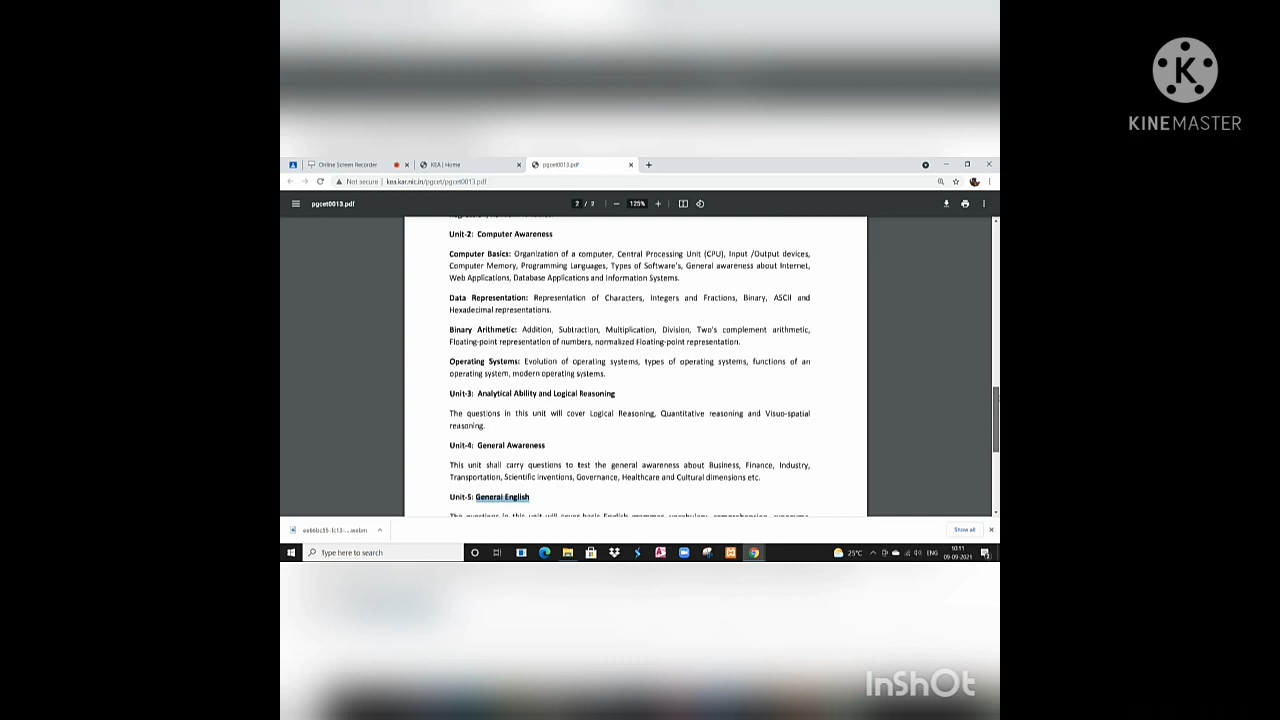 KINEMASTER
Online Screen Recorder
KEA | Home
pgcet0013.pdf
Not secure | kea.kar.nic.in/pgcet/pgcet0013.pdf
pgcet0013.pdf
2 / 2
125%
Unit-2: Computer Awareness
Computer Basics: Organization of a computer, Central Processing Unit (CPU), Input /Output devices,
Computer Memory, Programming Languages, Types of Software's, General awareness about Internet,
Web Applications, Database Applications and Information Systems.
Data Representation: Representation of Characters, Integers and Fractions, Binary, ASCII and
Hexadecimal representations.
Binary Arithmetic: Addition, Subtraction, Multiplication, Division, Two's complement arithmetic,
Floating-point representation of numbers, normalized Floating-point representation.
Operating Systems: Evolution of operating systems, types of operating systems, functions of an
operating system, modern operating systems.
Unit-3: Analytical Ability and Logical Reasoning
The questions in this unit will cover Logical Reasoning, Quantitative reasoning and Visuo-spatial
reasoning.
Unit-4: General Awareness
This unit shall carry questions to test the general awareness about Business, Finance, Industry,
Transportation, Scientific Inventions, Governance, Healthcare and Cultural dimensions etc.
Unit-5: General English
Show all
Type here to search
25°C
ENG
10:11
09-09-2021
InShOt